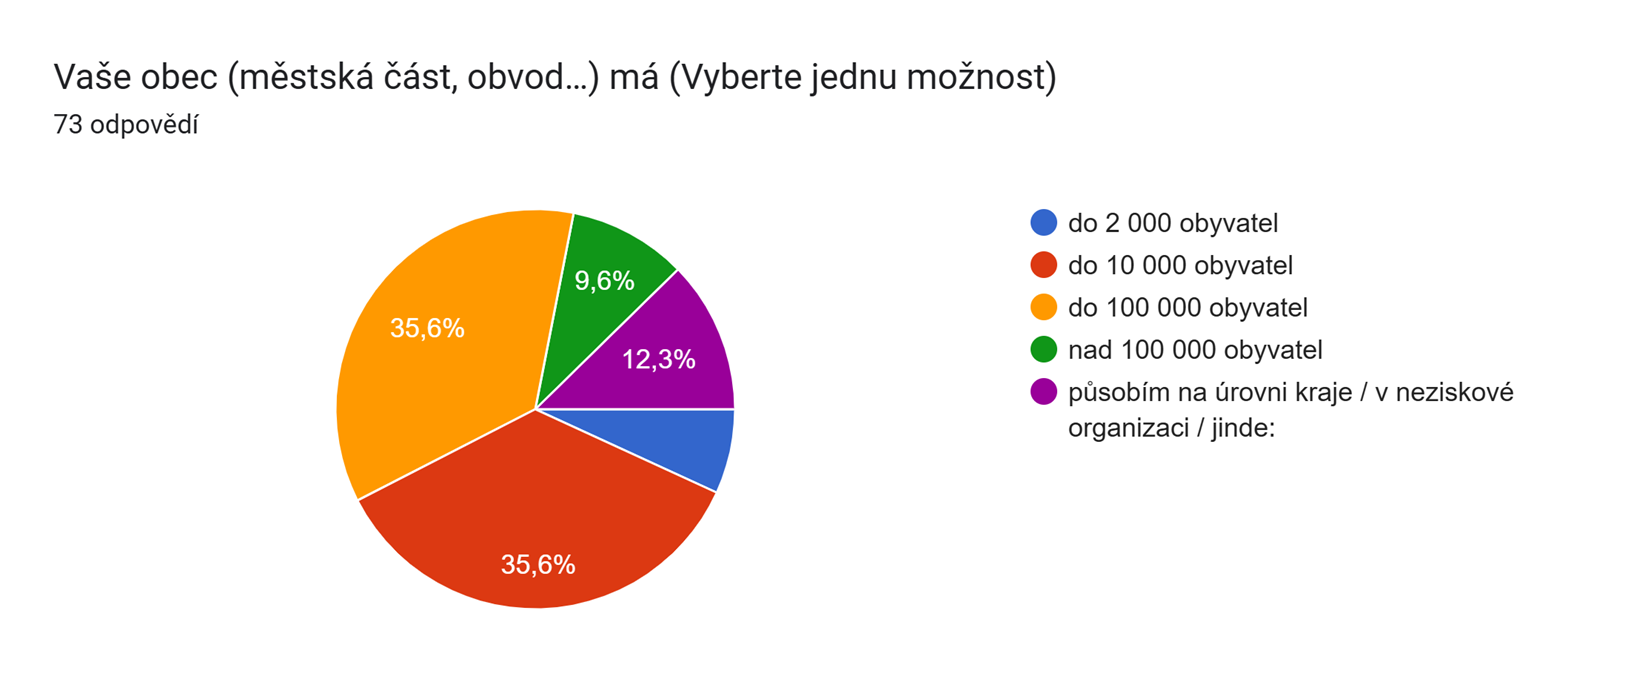 Vaše obec (městská část, obvod…) má (Vyberte jednu možnost)
73 odpovědí
35,6%
9,6%
12,3%
35,6%
do 2 000 obyvatel
do 10 000 obyvatel
do 100 000 obyvatel
nad 100 000 obyvatel
působím na úrovni kraje / v neziskové
organizaci / jinde: